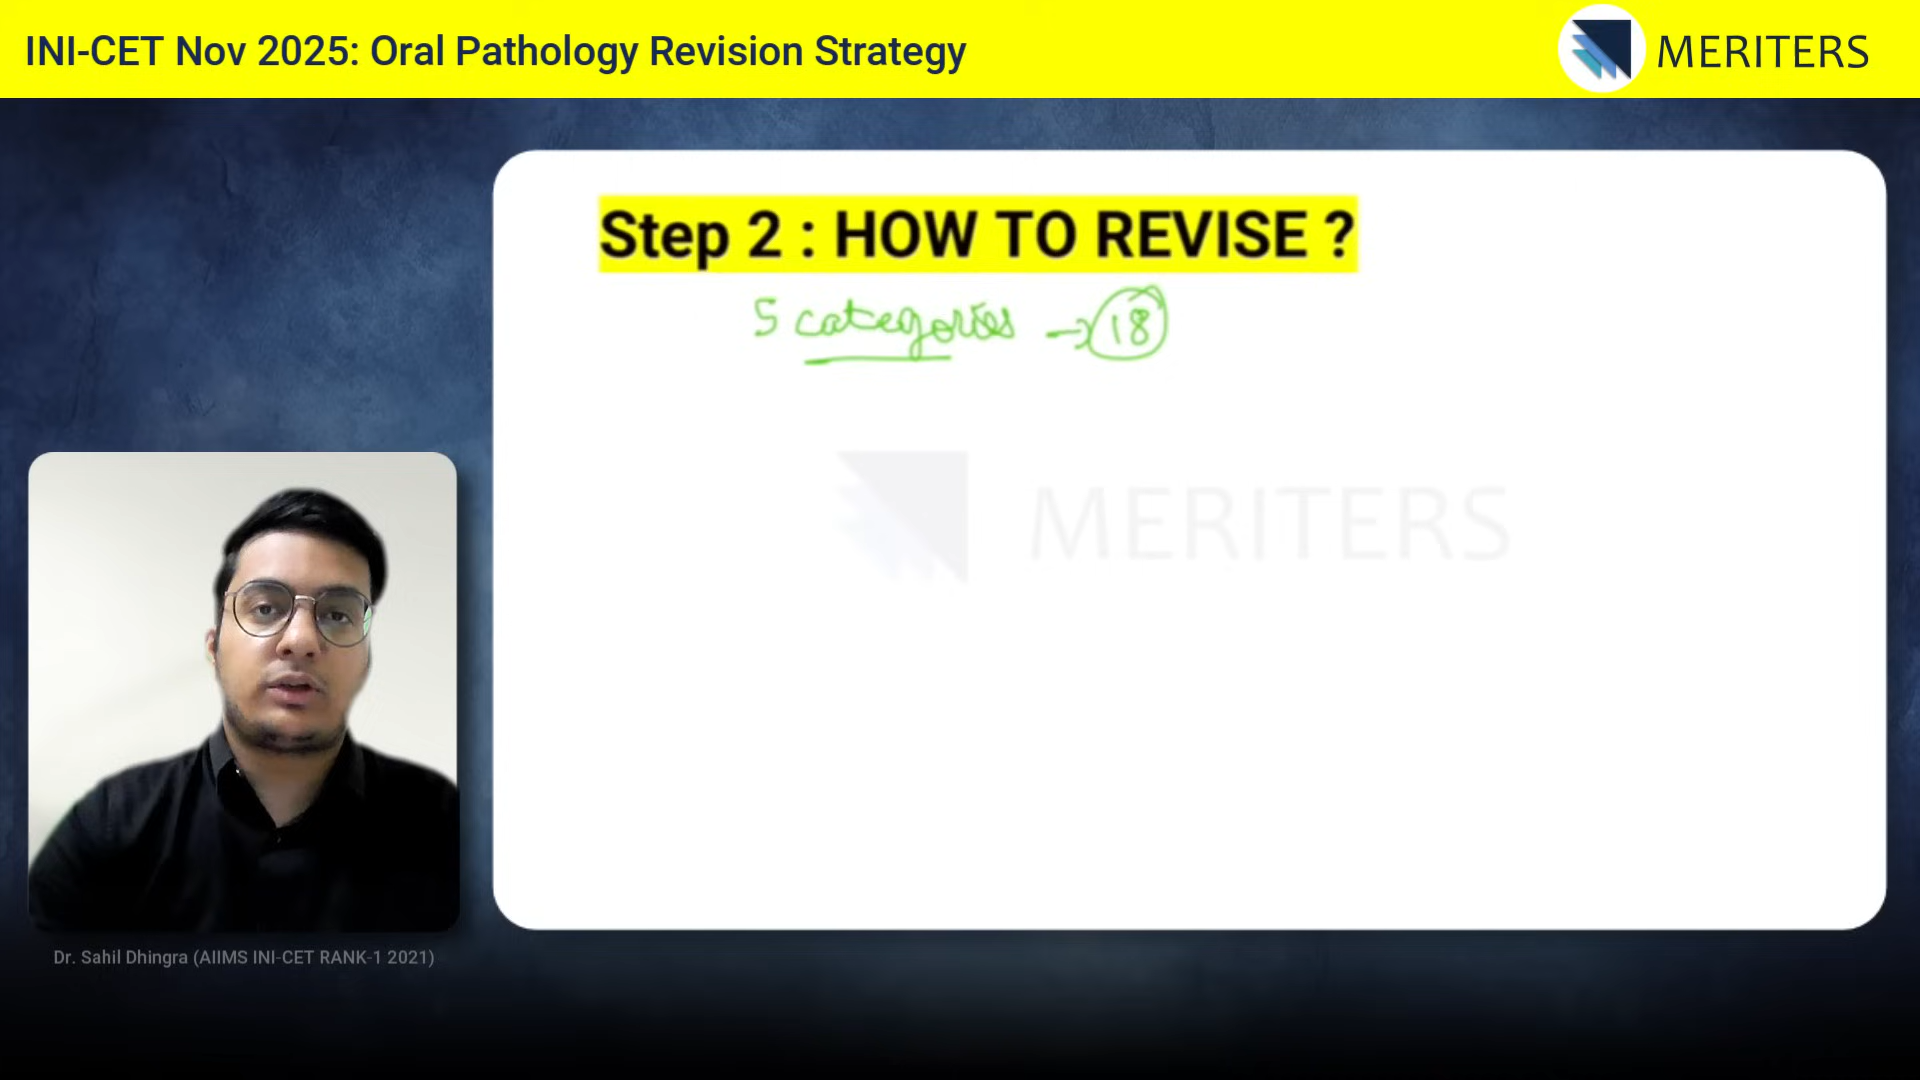 INI-CET Nov 2025: Oral Pathology Revision Strategy
MERITERS
Step 2 : HOW TO REVISE ?
5 categories → 18
MERITERS
Dr. Sahil Dhingra (AIIMS INI-CET RANK-1 2021)